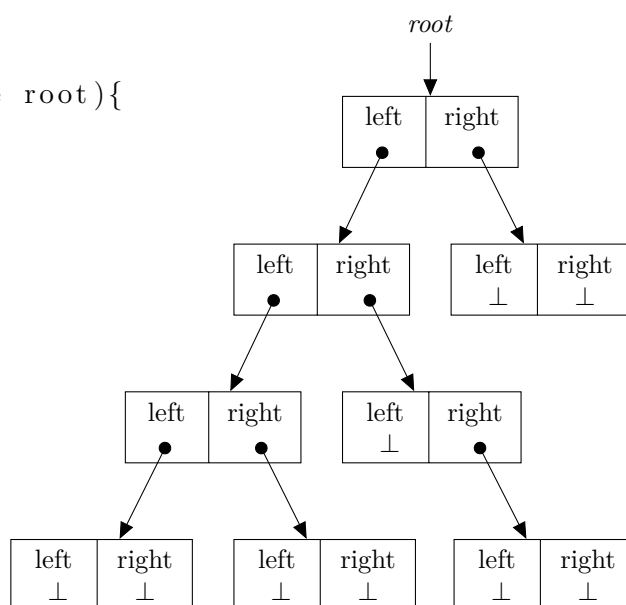 root
root){
left right
left right left right
⊥ ⊥
left right left right
⊥
left right left right left right
⊥ ⊥ ⊥ ⊥ ⊥ ⊥